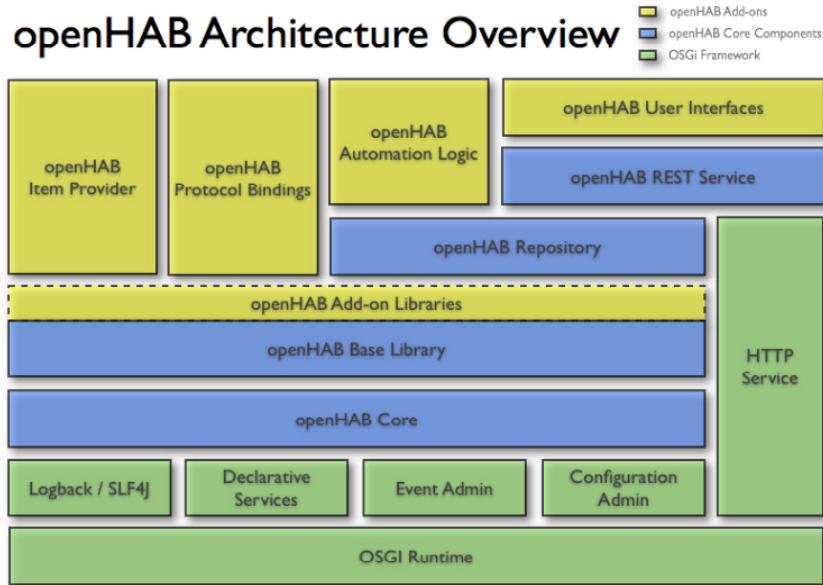 openHAB Architecture Overview
openHAB Add-ons
openHAB Core Components
OSGi Framework
openHAB
Item Provider
openHAB
Protocol Bindings
openHAB
Automation Logic
openHAB User Interfaces
openHAB REST Service
openHAB Repository
openHAB Add-on Libraries
openHAB Base Library
HTTP
Service
openHAB Core
Logback / SLF4J
Declarative
Services
Event Admin
Configuration
Admin
OSGI Runtime